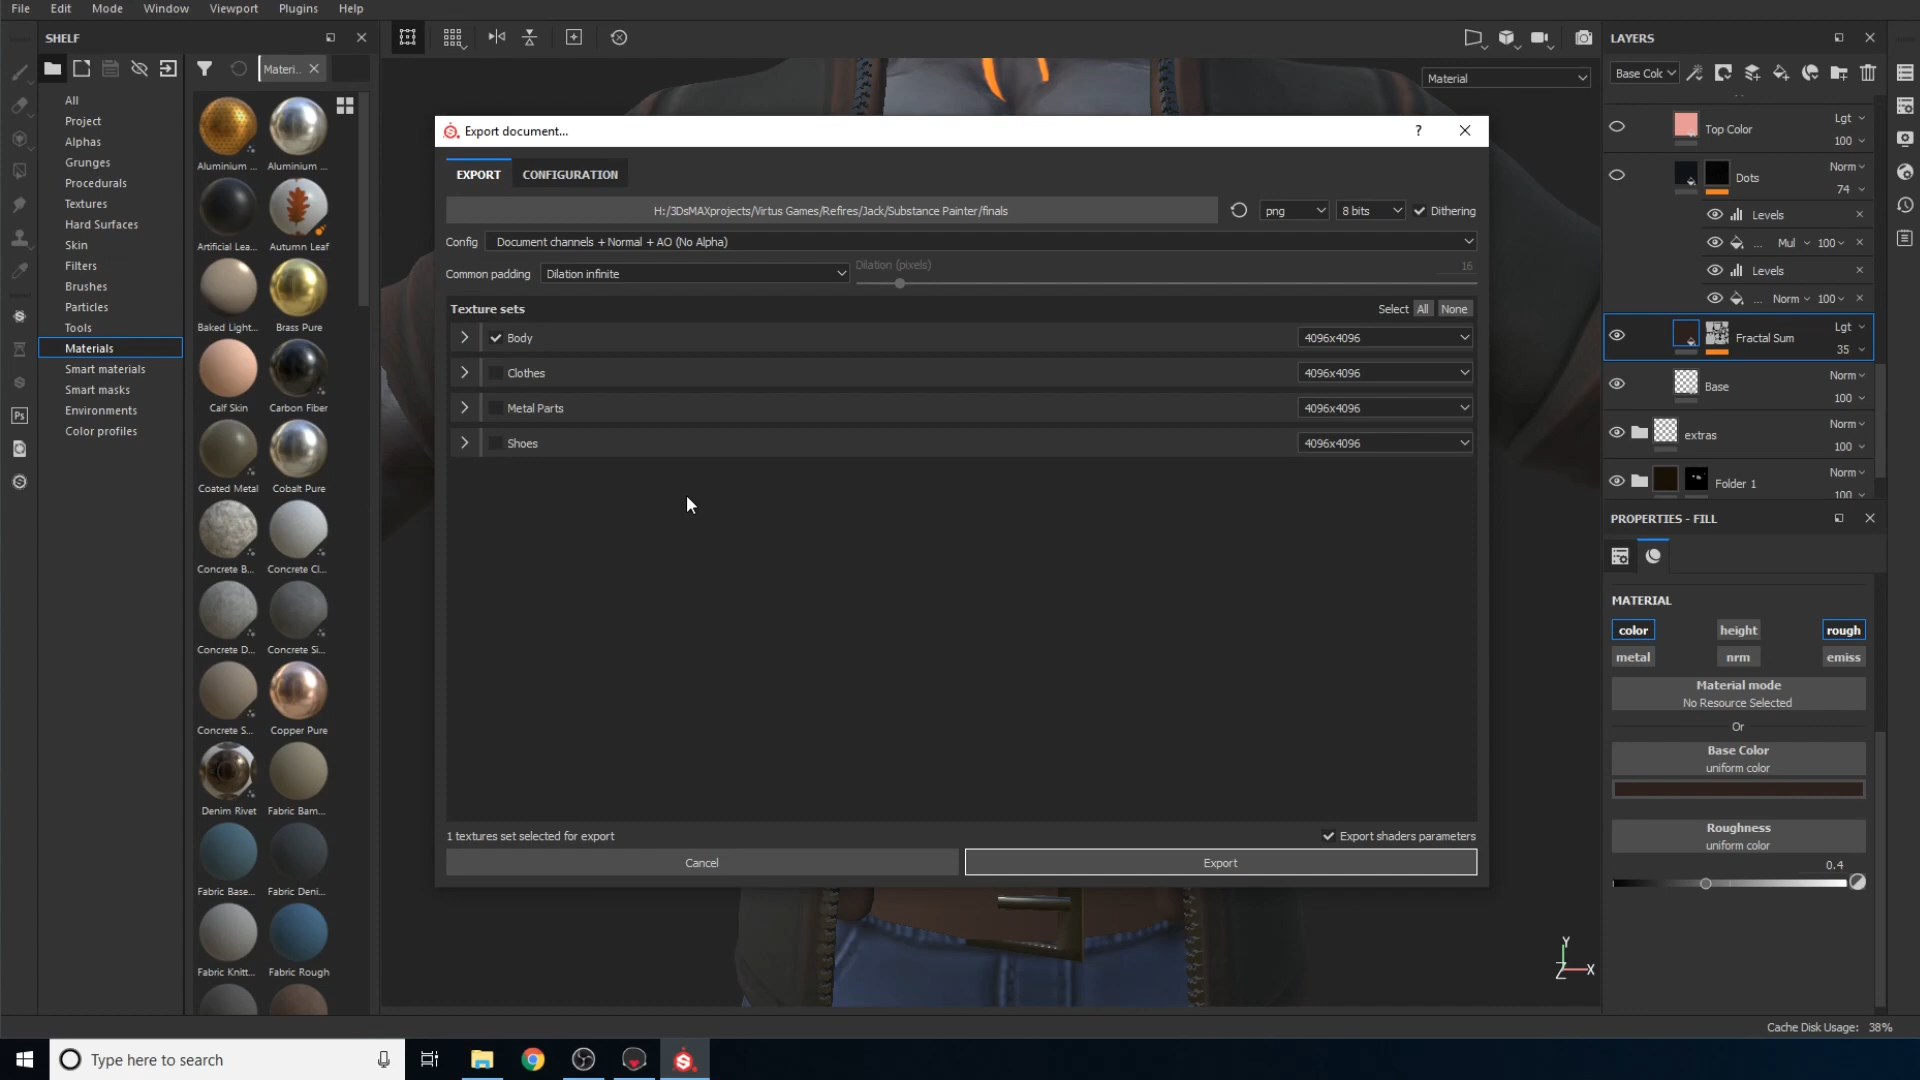 File Edit Mode Window Viewport Plugins Help
SHELF
Materi..
All
Project
Alphas
Grunges
Procedurals
Textures
Hard Surfaces
Skin
Filters
Brushes
Particles
Tools
Materials
Smart materials
Smart masks
Environments
Color profiles
Aluminium ... Aluminium ...
Artificial Lea... Autumn Leaf
Baked Light... Brass Pure
Calf Skin Carbon Fiber
Coated Metal Cobalt Pure
Concrete B... Concrete Cl...
Concrete D... Concrete Si...
Concrete S... Copper Pure
Denim Rivet Fabric Bam...
Fabric Base... Fabric Deni...
Fabric Knitt... Fabric Rough
Material
Export document...
?
EXPORT CONFIGURATION
H:/3DsMAXprojects/Virtus Games/Refires/Jack/Substance Painter/finals
png 8 bits Dithering
Config Document channels + Normal + AO (No Alpha)
Common padding Dilation infinite Dilation (pixels) 16
Texture sets Select All None
Body 4096x4096
Clothes 4096x4096
Metal Parts 4096x4096
Shoes 4096x4096
1 textures set selected for export Export shaders parameters
Cancel Export
Y
Z X
LAYERS
Base Colc
Top Color Lgt 100
Dots Norm 74
Levels
... Mul 100
Levels
... Norm 100
Fractal Sum Lgt 35
Base Norm 100
extras Norm 100
Folder 1 Norm 100
PROPERTIES - FILL
MATERIAL
color height rough
metal nrm emiss
Material mode
No Resource Selected
Or
Base Color
uniform color
Roughness
uniform color
0.4
Cache Disk Usage: 38%
Ps
Type here to search